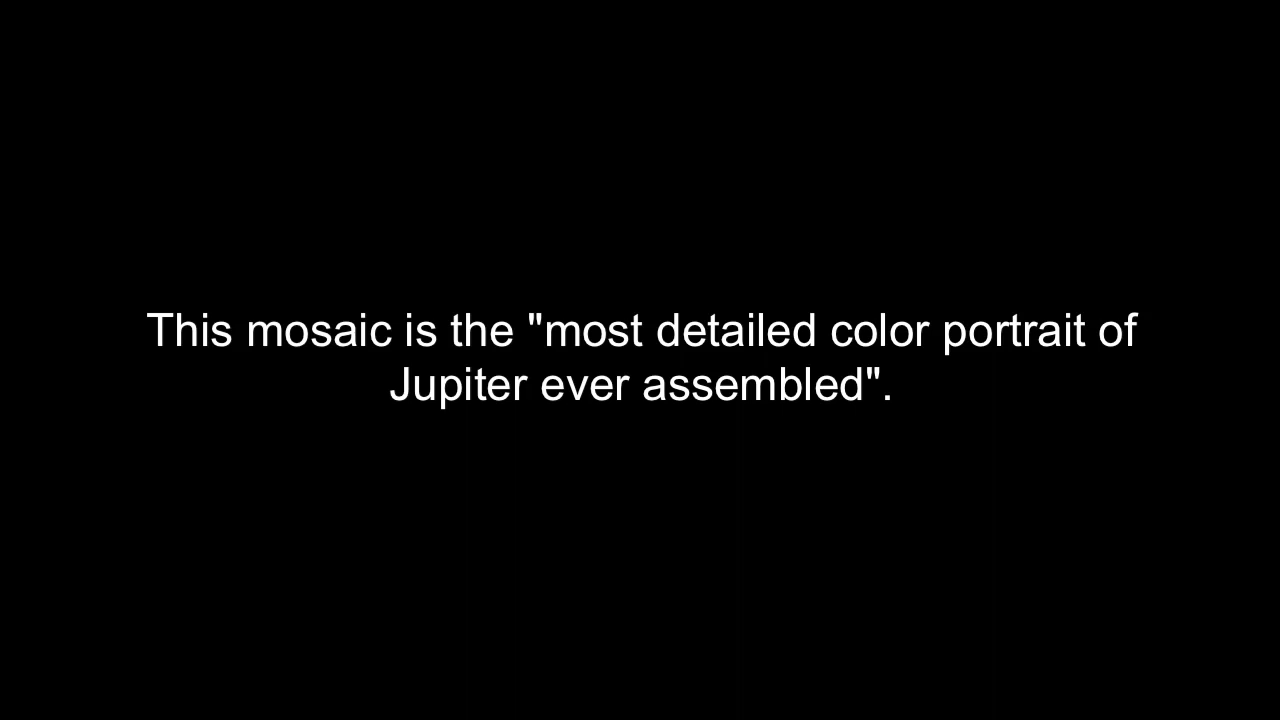 This mosaic is the "most detailed color portrait of
Jupiter ever assembled".